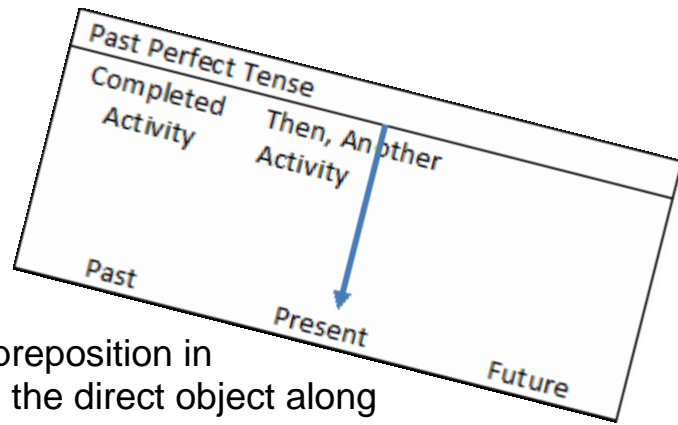 Past Perfect Tense
Completed
Activity
Then, Another
Activity
Past
Present
Future
preposition in
the direct object along